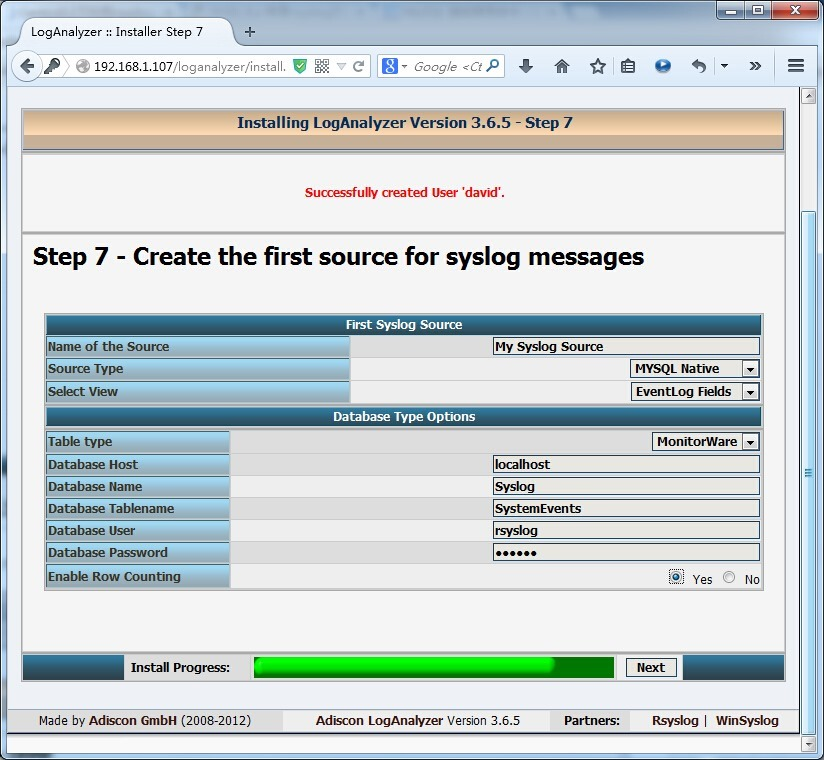 LogAnalyzer :: Installer Step 7
192.168.1.107/loganalyzer/install.
Google <Ct
Installing LogAnalyzer Version 3.6.5 - Step 7
Successfully created User 'david'.
Step 7 - Create the first source for syslog messages
First Syslog Source
Name of the Source My Syslog Source
Source Type MYSQL Native
Select View EventLog Fields
Database Type Options
Table type MonitorWare
Database Host localhost
Database Name Syslog
Database Tablename SystemEvents
Database User rsyslog
Database Password ••••••
Enable Row Counting Yes No
Install Progress: Next
Made by Adiscon GmbH (2008-2012) Adiscon LogAnalyzer Version 3.6.5 Partners: Rsyslog | WinSyslog